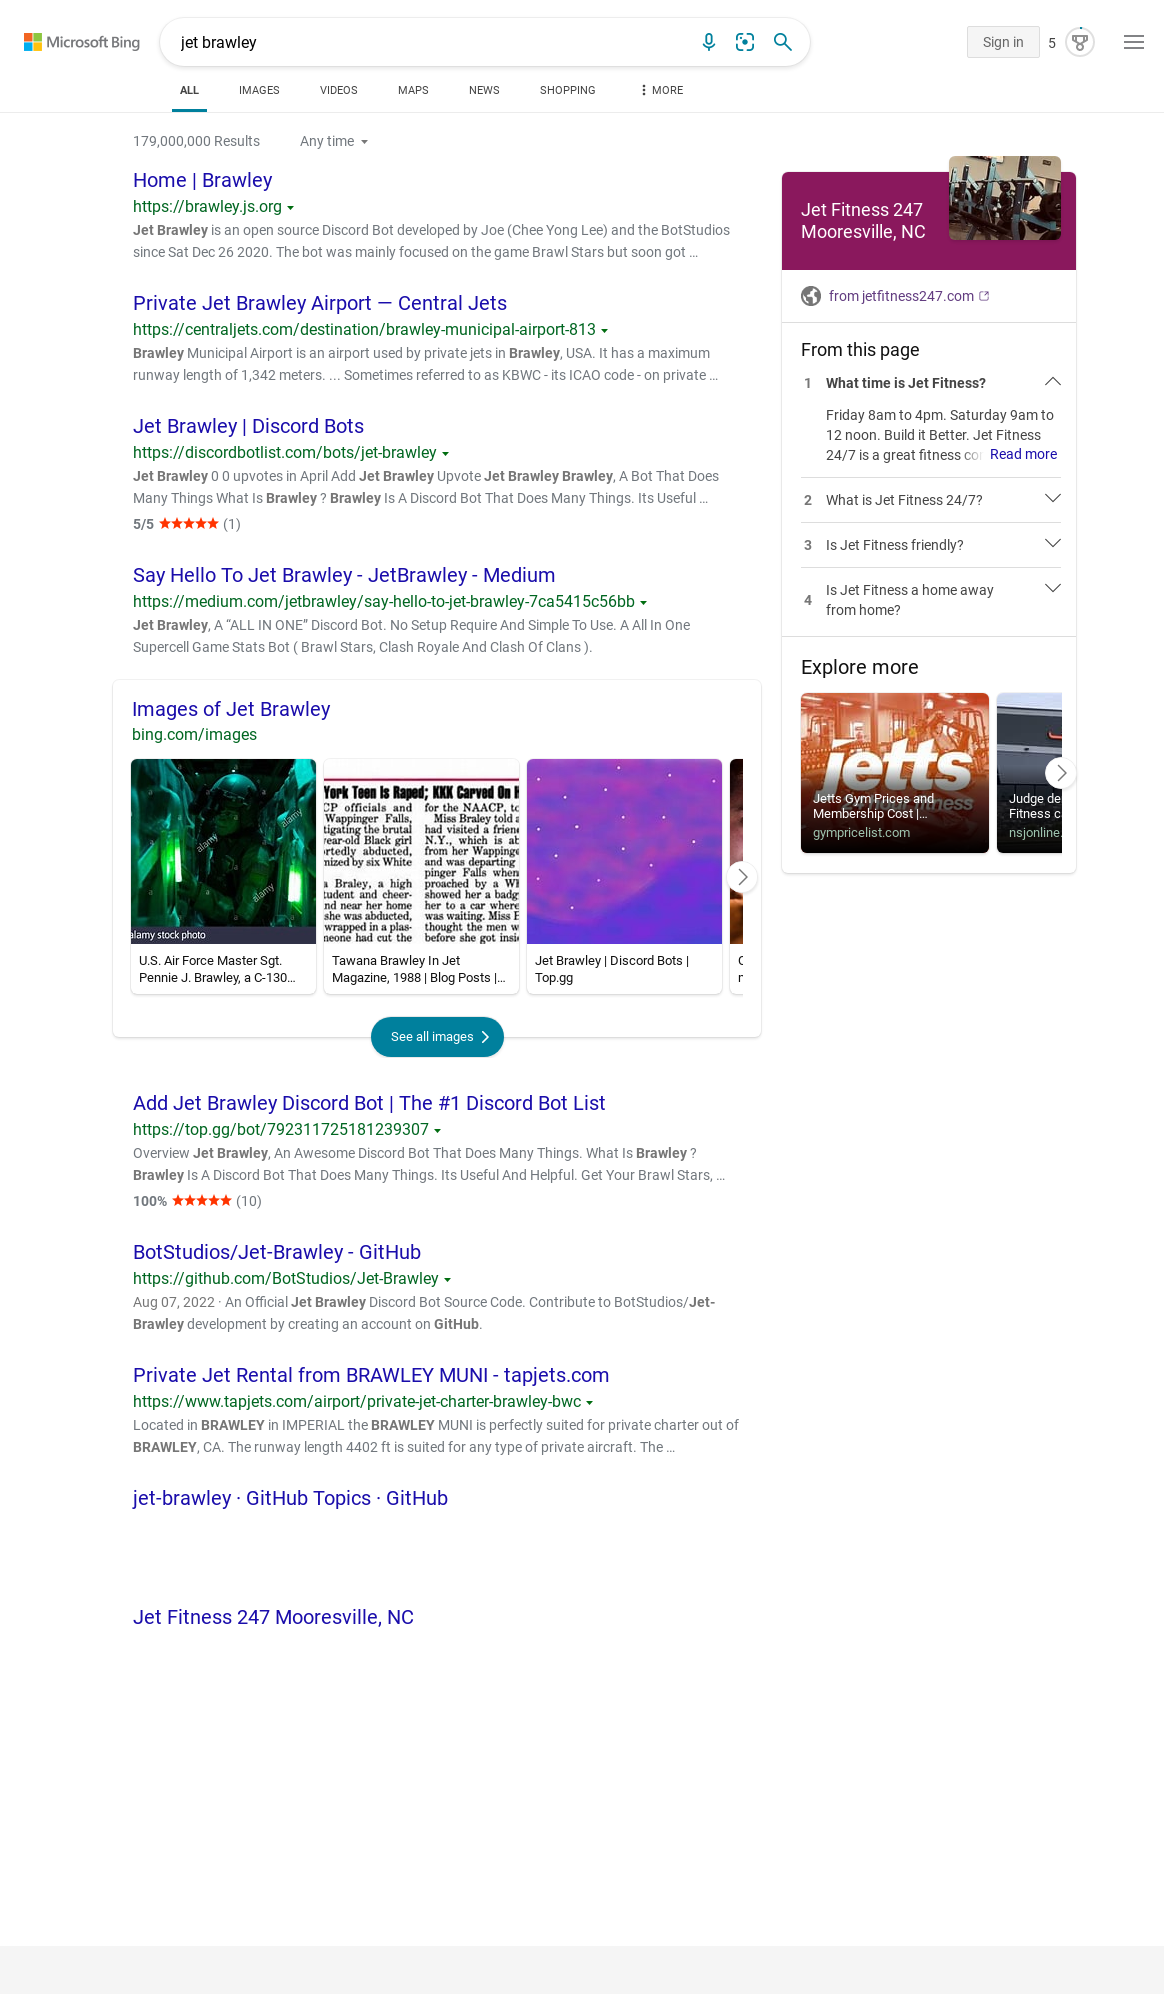 Microsoft Bing
jet brawley
Sign in
5
ALL
IMAGES
VIDEOS
MAPS
NEWS
SHOPPING
MORE
179,000,000 Results
Any time
Home | Brawley
https://brawley.js.org
Jet Brawley is an open source Discord Bot developed by Joe (Chee Yong Lee) and the BotStudios
since Sat Dec 26 2020. The bot was mainly focused on the game Brawl Stars but soon got …
Private Jet Brawley Airport — Central Jets
https://centraljets.com/destination/brawley-municipal-airport-813
Brawley Municipal Airport is an airport used by private jets in Brawley, USA. It has a maximum
runway length of 1,342 meters. ... Sometimes referred to as KBWC - its ICAO code - on private …
Jet Brawley | Discord Bots
https://discordbotlist.com/bots/jet-brawley
Jet Brawley 0 0 upvotes in April Add Jet Brawley Upvote Jet Brawley Brawley, A Bot That Does
Many Things What Is Brawley ? Brawley Is A Discord Bot That Does Many Things. Its Useful …
5/5 ★★★★★ (1)
Say Hello To Jet Brawley - JetBrawley - Medium
https://medium.com/jetbrawley/say-hello-to-jet-brawley-7ca5415c56bb
Jet Brawley, A “ALL IN ONE” Discord Bot. No Setup Require And Simple To Use. A All In One
Supercell Game Stats Bot ( Brawl Stars, Clash Royale And Clash Of Clans ).
Images of Jet Brawley
bing.com/images
a
alamy
alamy
alamy stock photo
U.S. Air Force Master Sgt.
Pennie J. Brawley, a C-130…
York Teen Is Raped; KKK Carved On H
CP officials and
Wappinger Falls,
tigating the brutal
year-old Black girl
ortedly abducted,
mized by six White
a Braley, a high
tudent and cheer-
nd near her home
she was abducted,
wrapped in a plas-
meone had cut the
for the NAACP, to
Miss Braley told a
had visited a friend
N.Y., which is ab
from her Wappinge
and was departing
pinger Falls when
proached by a Wh
showed her a badg
her to a car where
was waiting. Miss B
thought the men w
before she got insid
Tawana Brawley In Jet
Magazine, 1988 | Blog Posts |…
Jet Brawley | Discord Bots |
Top.gg
See all images
Add Jet Brawley Discord Bot | The #1 Discord Bot List
https://top.gg/bot/792311725181239307
Overview Jet Brawley, An Awesome Discord Bot That Does Many Things. What Is Brawley ?
Brawley Is A Discord Bot That Does Many Things. Its Useful And Helpful. Get Your Brawl Stars, …
100% ★★★★★ (10)
BotStudios/Jet-Brawley - GitHub
https://github.com/BotStudios/Jet-Brawley
Aug 07, 2022 · An Official Jet Brawley Discord Bot Source Code. Contribute to BotStudios/Jet-
Brawley development by creating an account on GitHub.
Private Jet Rental from BRAWLEY MUNI - tapjets.com
https://www.tapjets.com/airport/private-jet-charter-brawley-bwc
Located in BRAWLEY in IMPERIAL the BRAWLEY MUNI is perfectly suited for private charter out of
BRAWLEY, CA. The runway length 4402 ft is suited for any type of private aircraft. The …
jet-brawley · GitHub Topics · GitHub
Jet Fitness 247 Mooresville, NC
Jet Fitness 247
Mooresville, NC
from jetfitness247.com
From this page
1 What time is Jet Fitness?
Friday 8am to 4pm. Saturday 9am to
12 noon. Build it Better. Jet Fitness
24/7 is a great fitness con Read more
2 What is Jet Fitness 24/7?
3 Is Jet Fitness friendly?
4 Is Jet Fitness a home away
from home?
Explore more
jetts
fitness
Jetts Gym Prices and
Membership Cost |…
gympricelist.com
Judge de
Fitness c
nsjonline.